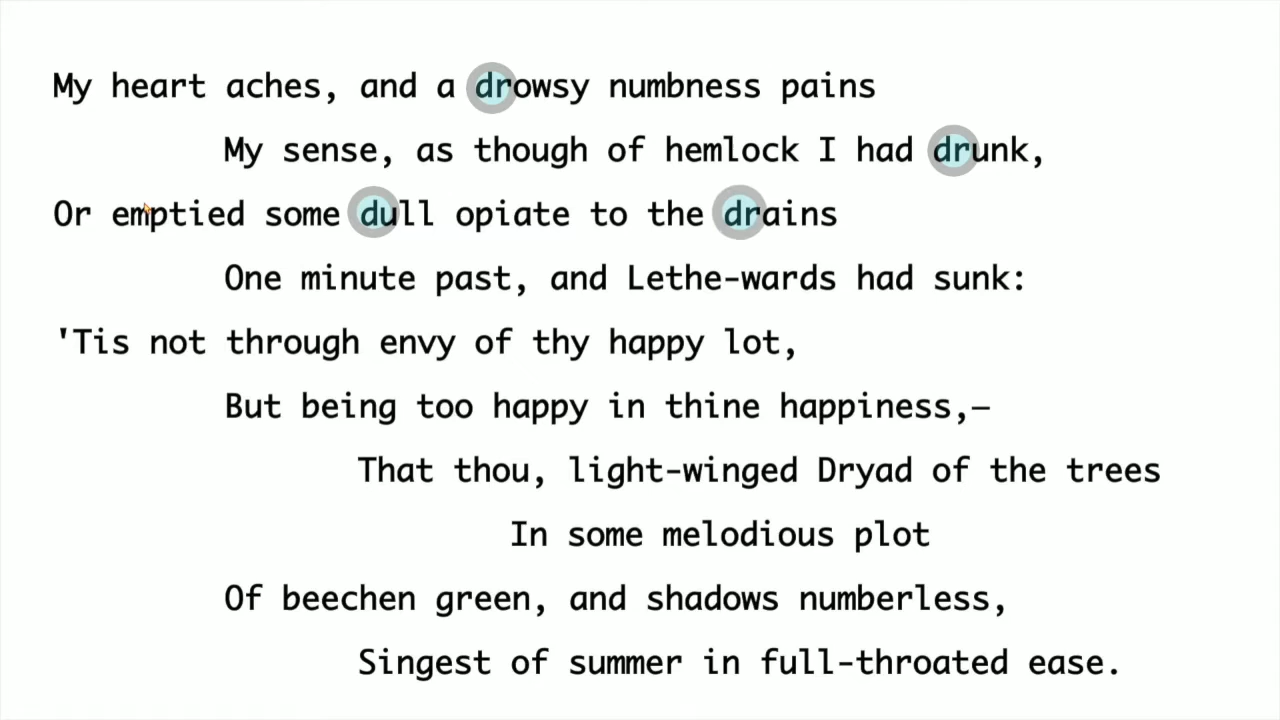 My heart aches, and a drowsy numbness pains
My sense, as though of hemlock I had drunk,
Or emptied some dull opiate to the drains
One minute past, and Lethe-wards had sunk:
'Tis not through envy of thy happy lot,
But being too happy in thine happiness,—
That thou, light-winged Dryad of the trees
In some melodious plot
Of beechen green, and shadows numberless,
Singest of summer in full-throated ease.